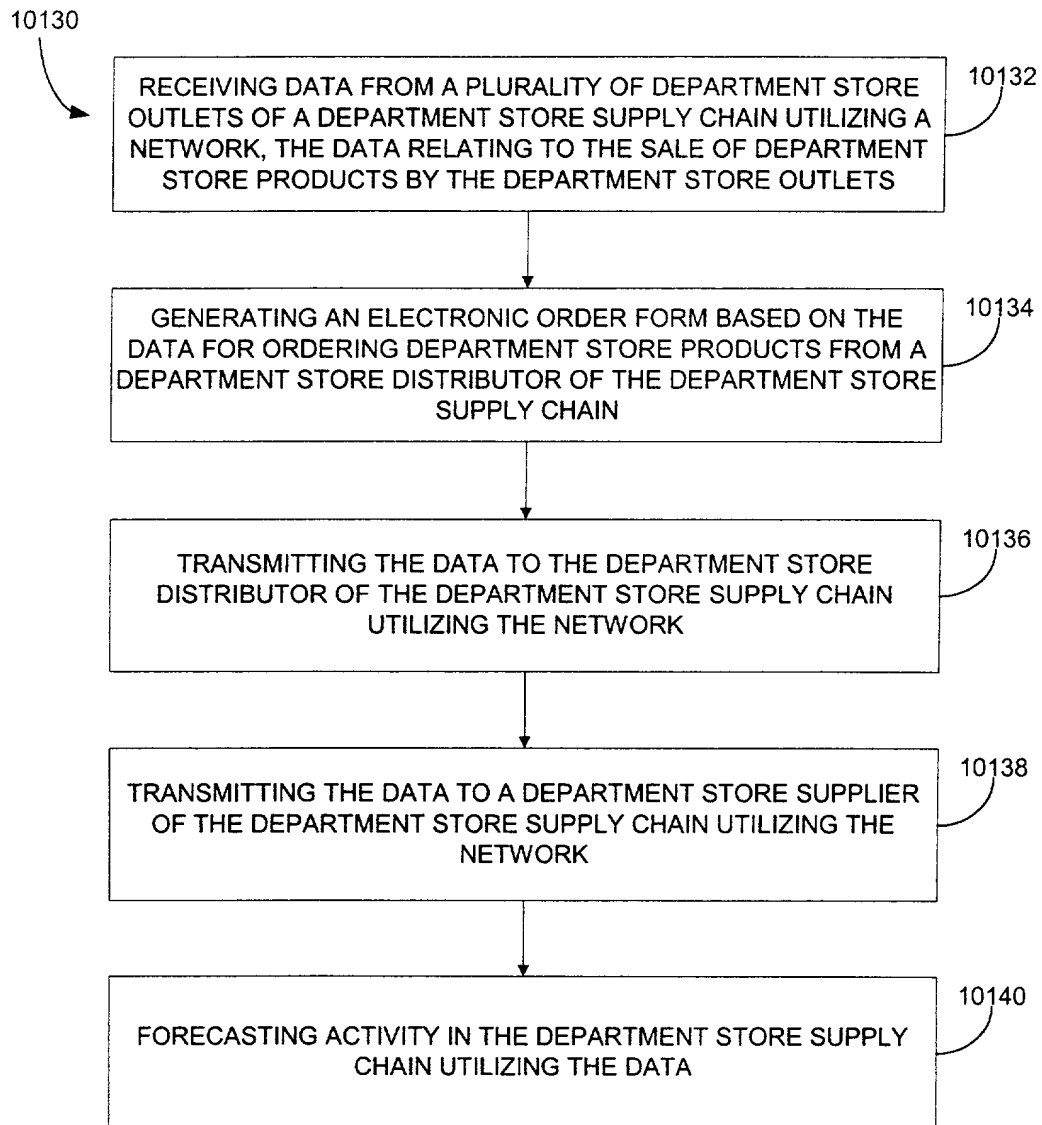 10130
RECEIVING DATA FROM A PLURALITY OF DEPARTMENT STORE
OUTLETS OF A DEPARTMENT STORE SUPPLY CHAIN UTILIZING A
NETWORK, THE DATA RELATING TO THE SALE OF DEPARTMENT
STORE PRODUCTS BY THE DEPARTMENT STORE OUTLETS
10132
GENERATING AN ELECTRONIC ORDER FORM BASED ON THE
DATA FOR ORDERING DEPARTMENT STORE PRODUCTS FROM A
DEPARTMENT STORE DISTRIBUTOR OF THE DEPARTMENT STORE
SUPPLY CHAIN
10134
TRANSMITTING THE DATA TO THE DEPARTMENT STORE
DISTRIBUTOR OF THE DEPARTMENT STORE SUPPLY CHAIN
UTILIZING THE NETWORK
10136
TRANSMITTING THE DATA TO A DEPARTMENT STORE SUPPLIER
OF THE DEPARTMENT STORE SUPPLY CHAIN UTILIZING THE
NETWORK
10138
FORECASTING ACTIVITY IN THE DEPARTMENT STORE SUPPLY
CHAIN UTILIZING THE DATA
10140